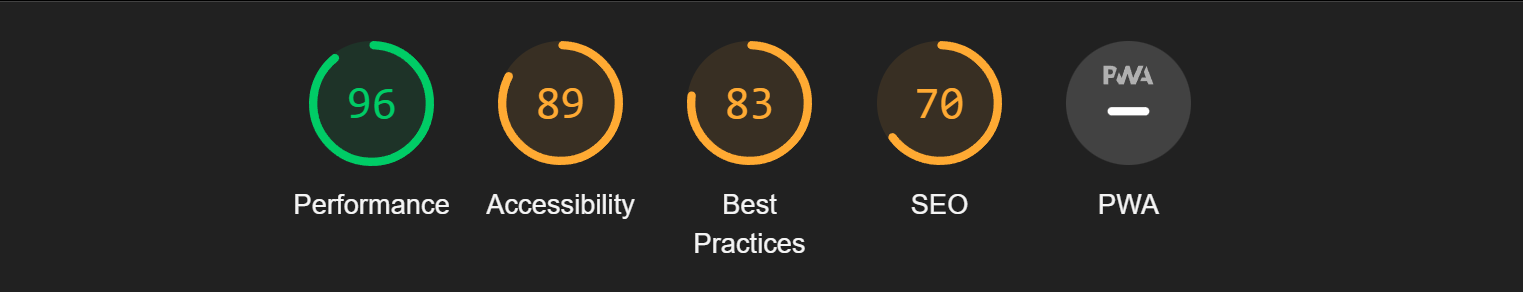 96
89
83
70
PWA
Performance
Accessibility
Best
Practices
SEO
PWA